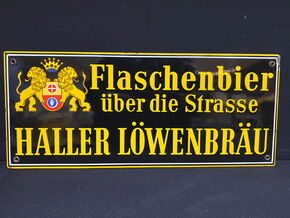 Flaschenbier
über die Strasse
HALLER LÖWENBRÄU